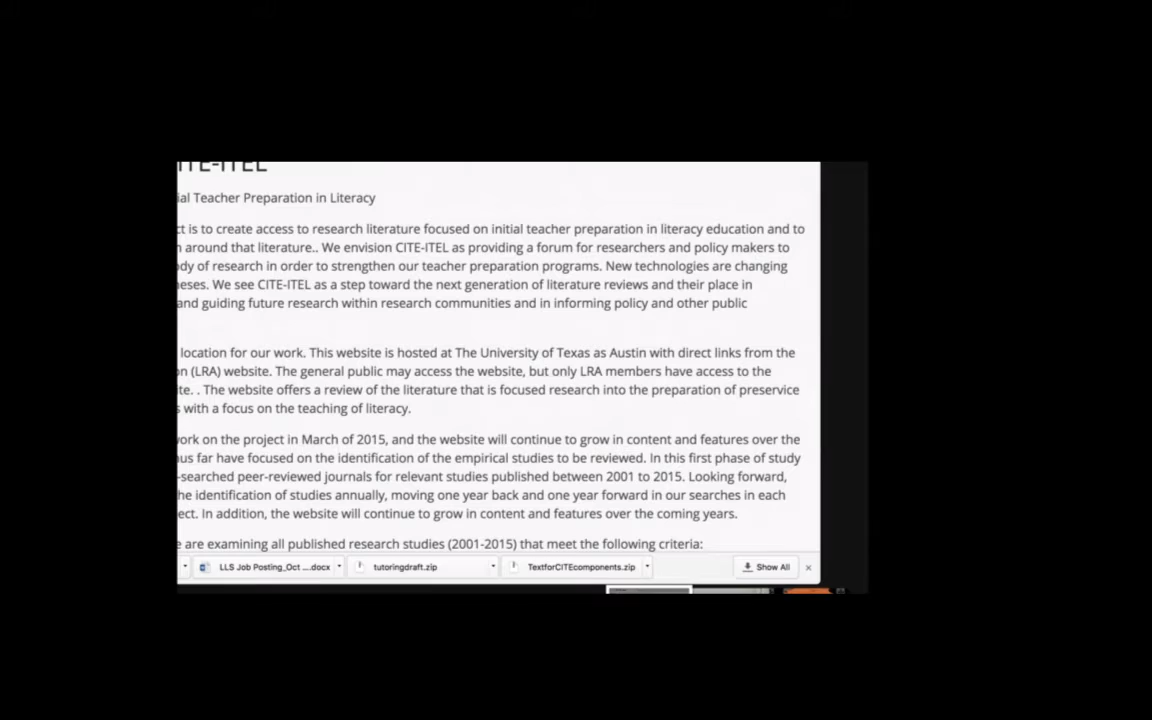 ITE-ITEL
ial Teacher Preparation in Literacy
ct is to create access to research literature focused on initial teacher preparation in literacy education and to
n around that literature.. We envision CITE-ITEL as providing a forum for researchers and policy makers to
ody of research in order to strengthen our teacher preparation programs. New technologies are changing
heses. We see CITE-ITEL as a step toward the next generation of literature reviews and their place in
and guiding future research within research communities and in informing policy and other public
location for our work. This website is hosted at The University of Texas as Austin with direct links from the
on (LRA) website. The general public may access the website, but only LRA members have access to the
ite. . The website offers a review of the literature that is focused research into the preparation of preservice
s with a focus on the teaching of literacy.
work on the project in March of 2015, and the website will continue to grow in content and features over the
hus far have focused on the identification of the empirical studies to be reviewed. In this first phase of study
-searched peer-reviewed journals for relevant studies published between 2001 to 2015. Looking forward,
he identification of studies annually, moving one year back and one year forward in our searches in each
ect. In addition, the website will continue to grow in content and features over the coming years.
e are examining all published research studies (2001-2015) that meet the following criteria:
LLS Job Posting_Oct ....docx tutoringdraft.zip TextforCITEcomponents.zip Show All